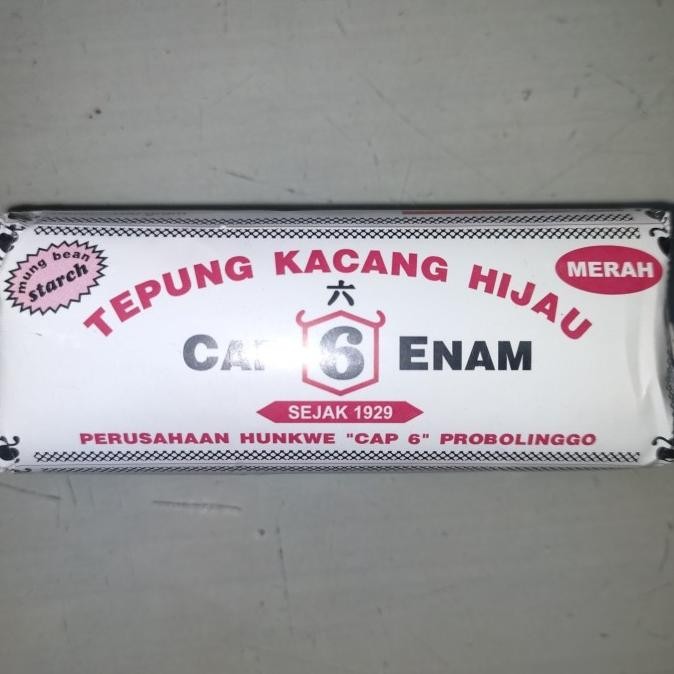 mung bean
starch
TEPUNG KACANG HIJAU
MERAH
六
CAP 6 ENAM
SEJAK 1929
PERUSAHAAN HUNKWE "CAP 6" PROBOLINGGO